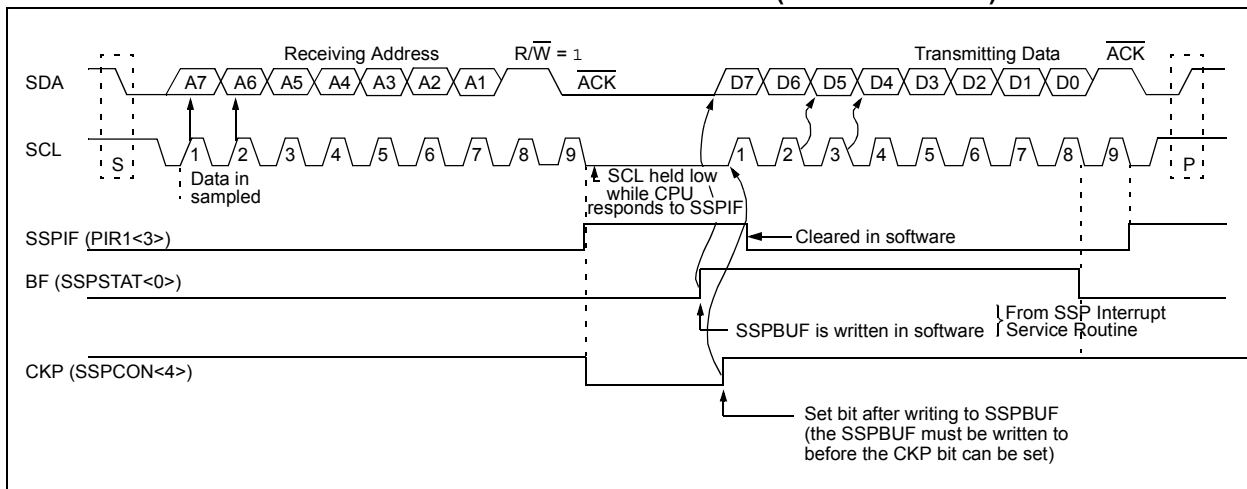 Receiving Address R/W = 1 Transmitting Data ACK
SDA A7 A6 A5 A4 A3 A2 A1 ACK D7 D6 D5 D4 D3 D2 D1 D0
SCL S 1 2 3 4 5 6 7 8 9 1 2 3 4 5 6 7 8 9 P
Data in
sampled
SCL held low
while CPU
responds to SSPIF
SSPIF (PIR1<3>)
Cleared in software
BF (SSPSTAT<0>)
SSPBUF is written in software
From SSP Interrupt
Service Routine
CKP (SSPCON<4>)
Set bit after writing to SSPBUF
(the SSPBUF must be written to
before the CKP bit can be set)